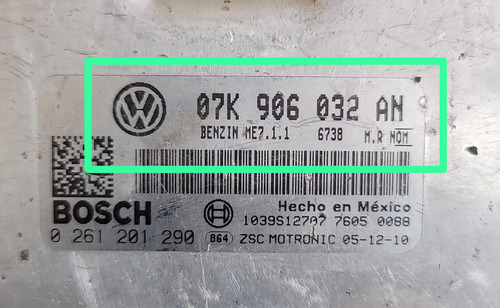 07K 906 032 AN
BENZIN ME7.1.1 6738 M.R NOM
BOSCH
Hecho en México
1039S12707 7605 0088
0 261 201 290 B64 ZSC MOTRONIC 05-12-10